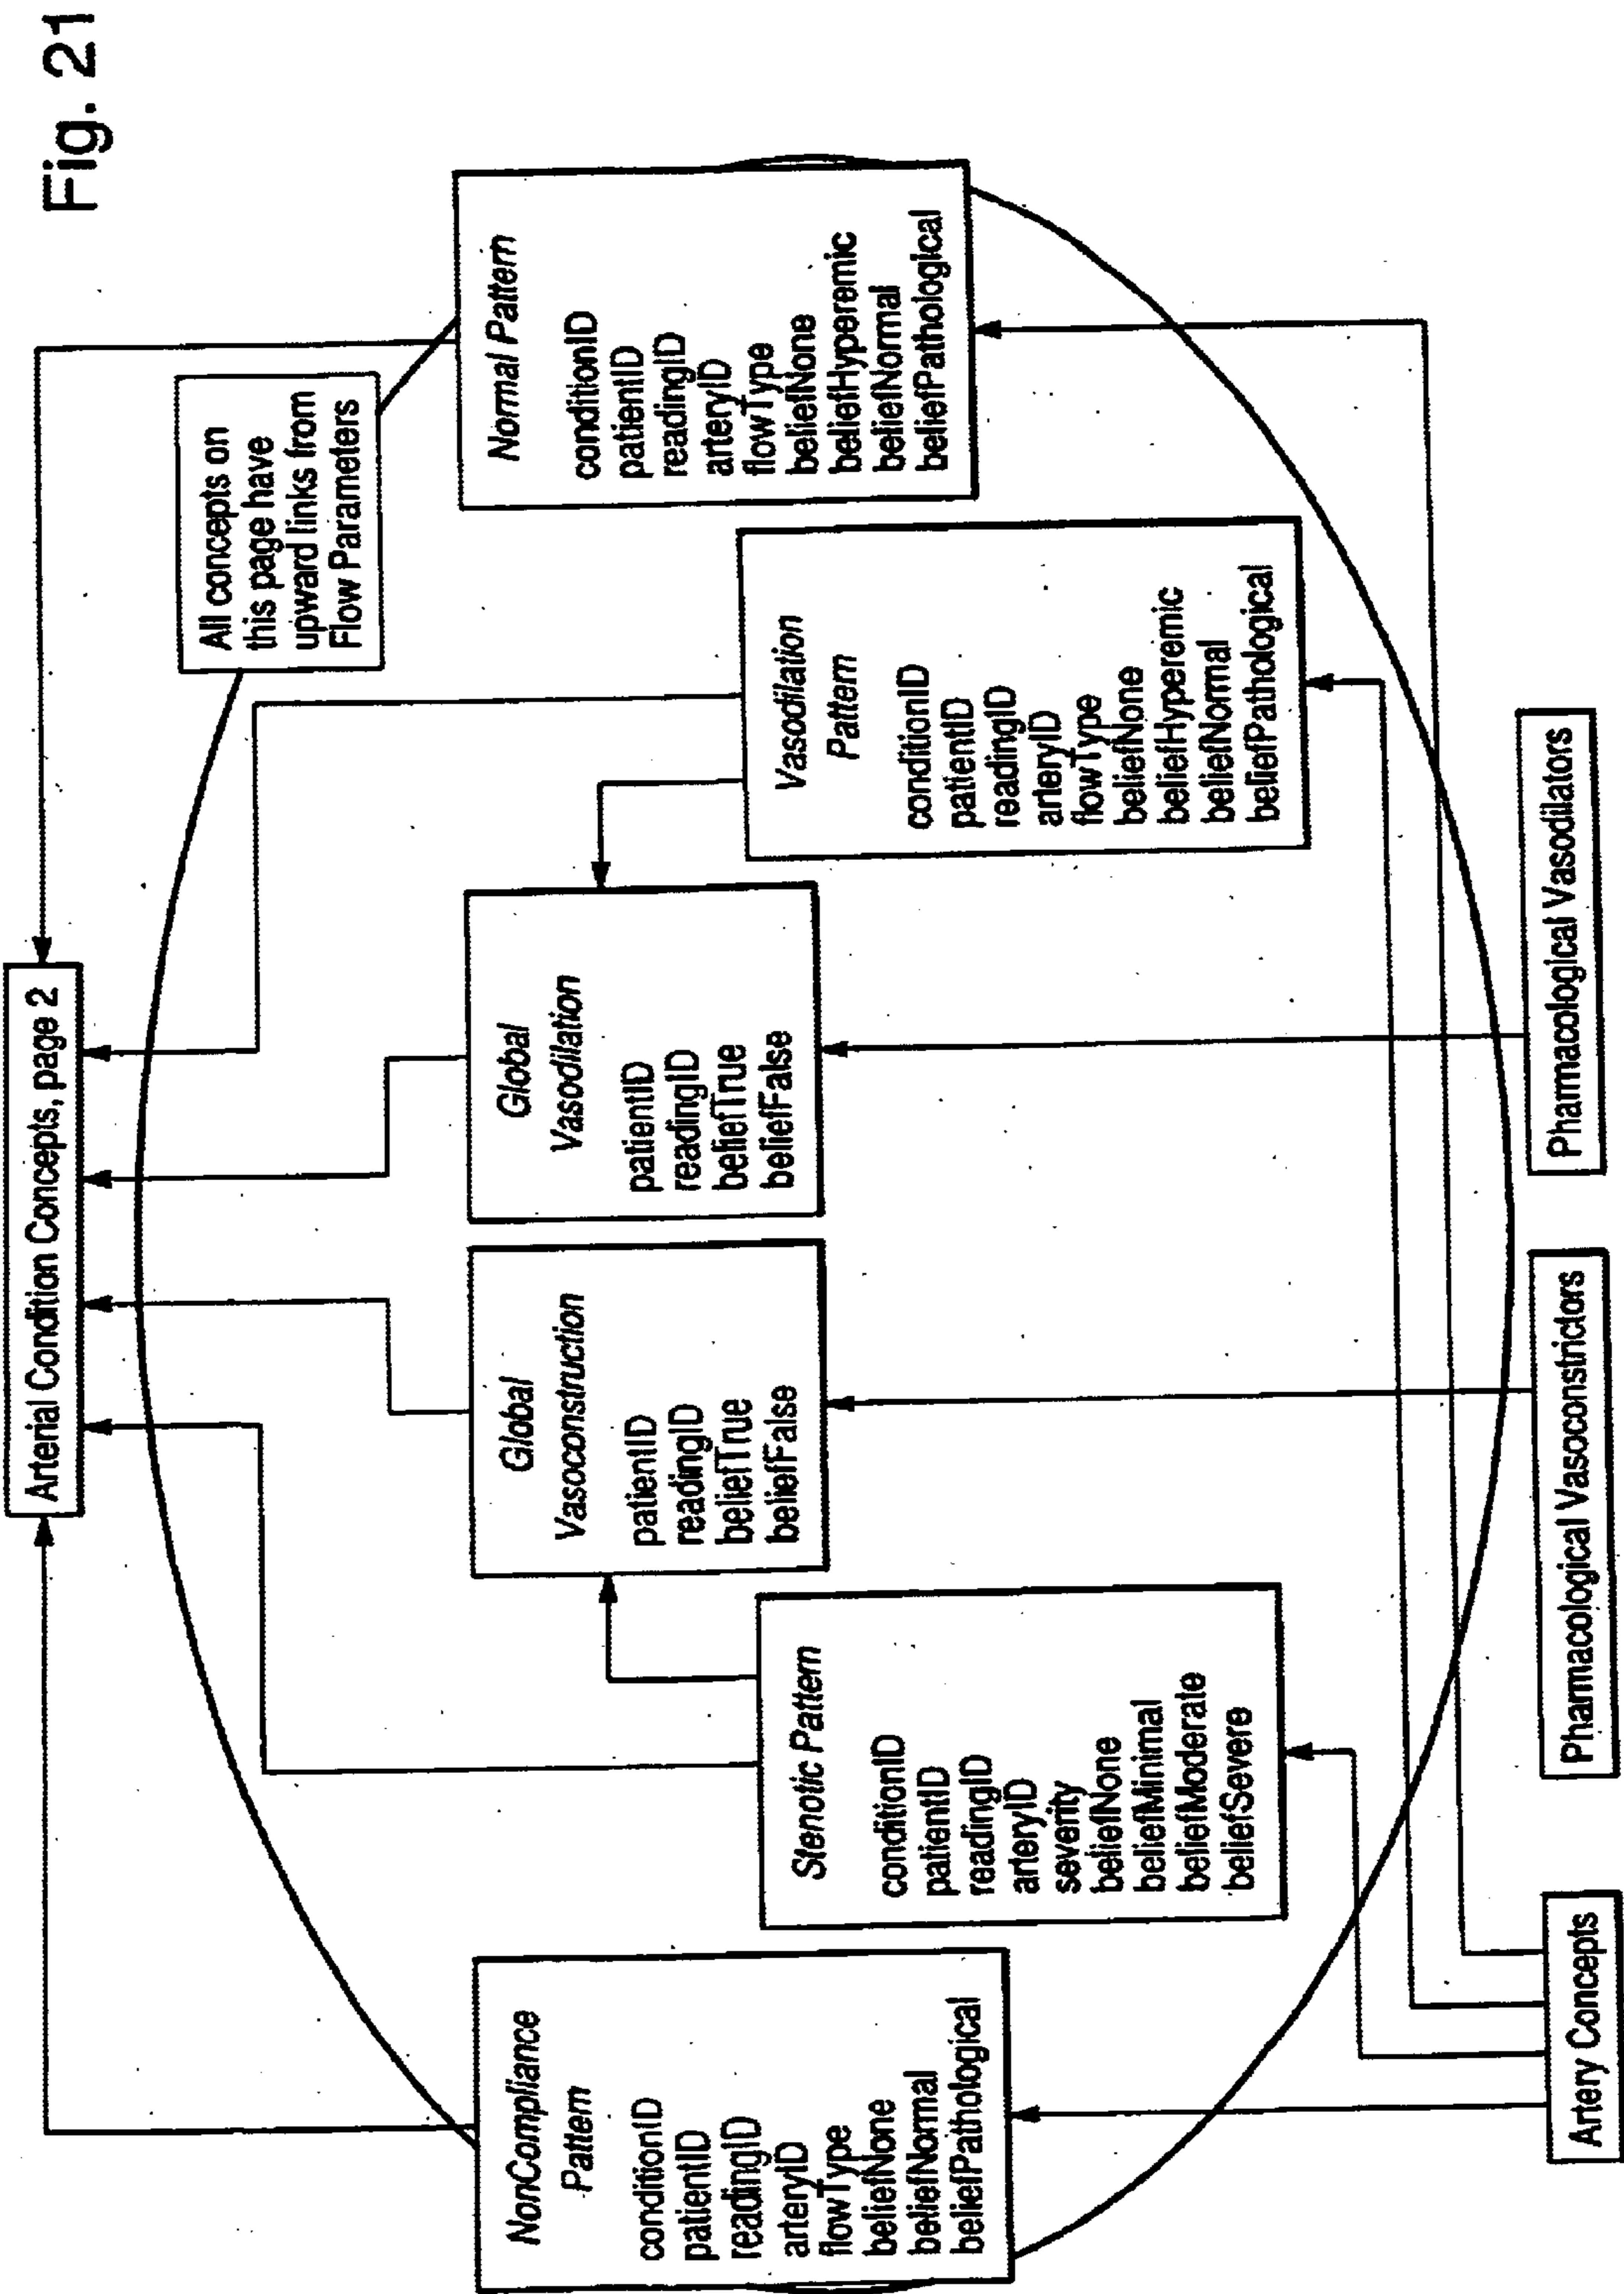 Fig. 21
Arterial Condition Concepts, page 2
All concepts on
this page have
upward links from
Flow Parameters
NonCompliance
Pattern
conditionID
patientID
readingID
arteryID
flowType
beliefNone
beliefNormal
beliefPathological
Stenotic Pattern
conditionID
patientID
readingID
arteryID
severity
beliefNone
beliefMinimal
beliefModerate
beliefSevere
Global
Vasoconstruction
patientID
readingID
beliefTrue
beliefFalse
Global
Vasodilation
patientID
readingID
beliefTrue
beliefFalse
Vasodilation
Pattern
conditionID
patientID
readingID
arteryID
flowType
beliefNone
beliefHyperemic
beliefNormal
beliefPathological
Normal Pattern
conditionID
patientID
readingID
arteryID
flowType
beliefNone
beliefHyperemic
beliefNormal
beliefPathological
Artery Concepts
Pharmacological Vasoconstrictors
Pharmacological Vasodilators